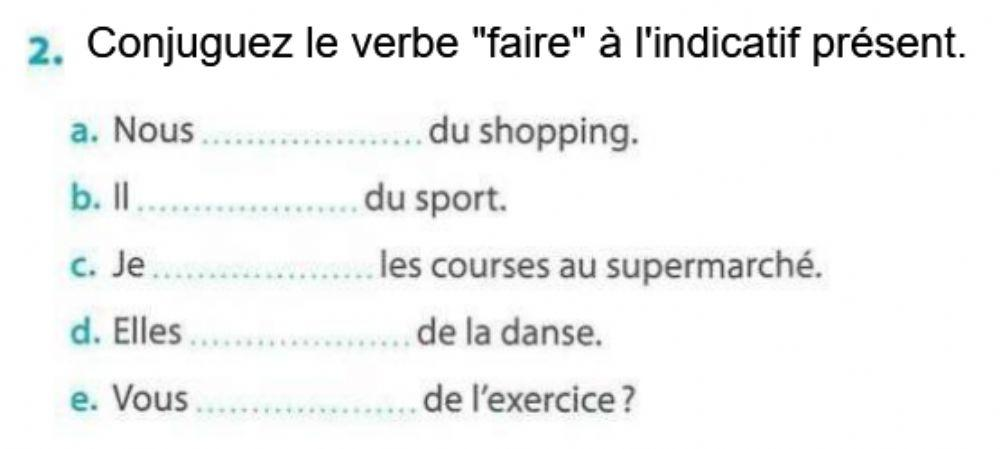 2. Conjuguez le verbe "faire" à l'indicatif présent.
a. Nous .................... du shopping.
b. Il .................... du sport.
c. Je .................... les courses au supermarché.
d. Elles .................... de la danse.
e. Vous .................... de l'exercice ?